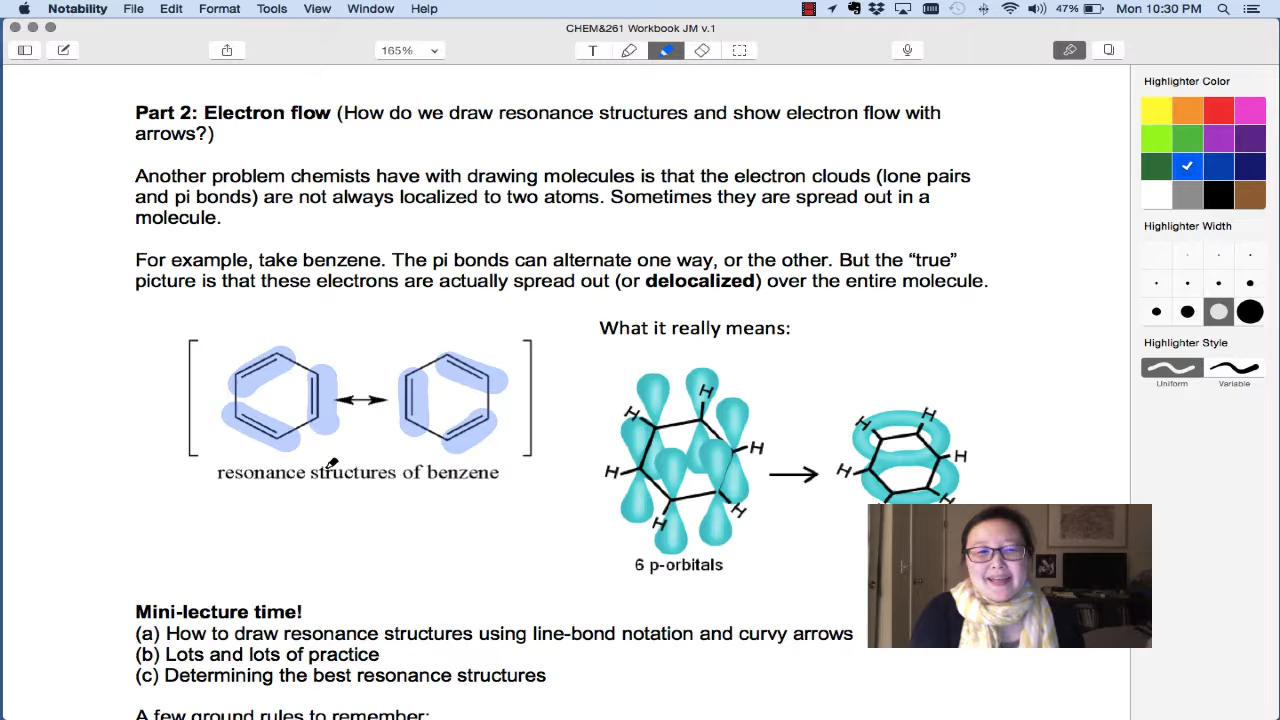 Notability File Edit Format Tools View Window Help 47% Mon 10:30 PM
CHEM&261 Workbook JM v.1
165% T
Highlighter Color
Highlighter Width
Highlighter Style
Uniform Variable
Part 2: Electron flow (How do we draw resonance structures and show electron flow with
arrows?)
Another problem chemists have with drawing molecules is that the electron clouds (lone pairs
and pi bonds) are not always localized to two atoms. Sometimes they are spread out in a
molecule.
For example, take benzene. The pi bonds can alternate one way, or the other. But the “true”
picture is that these electrons are actually spread out (or delocalized) over the entire molecule.
What it really means:
resonance structures of benzene
H H H H H H
H H H H H
6 p-orbitals
Mini-lecture time!
(a) How to draw resonance structures using line-bond notation and curvy arrows
(b) Lots and lots of practice
(c) Determining the best resonance structures
A few ground rules to remember: